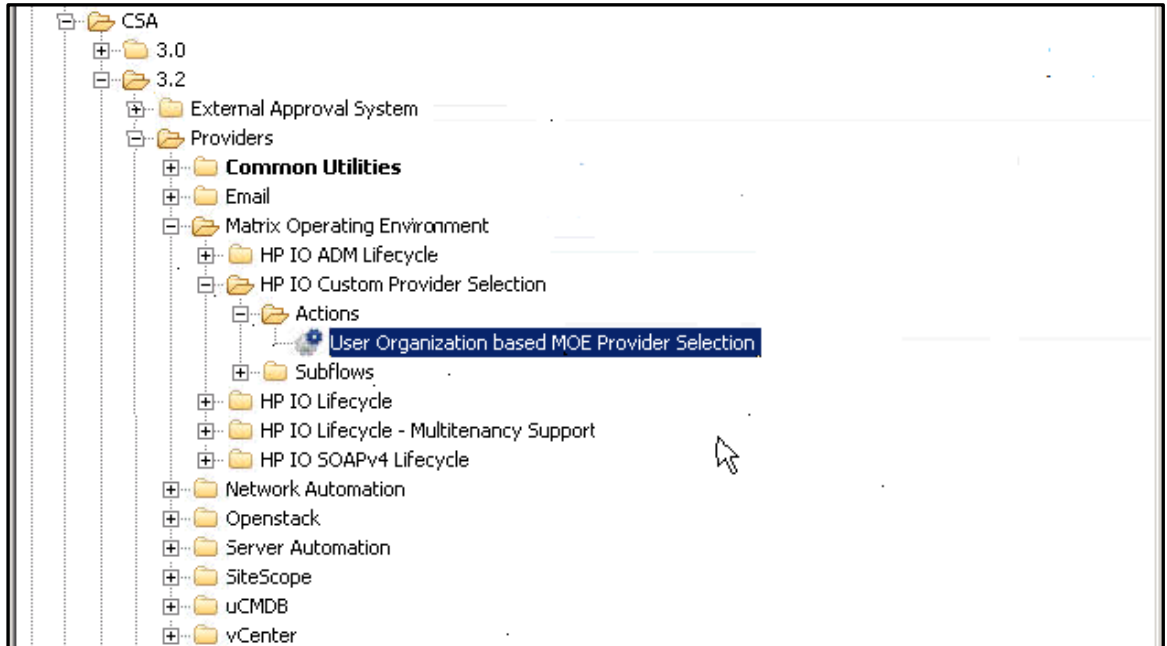 CSA
3.0
3.2
External Approval System
Providers
Common Utilities
Email
Matrix Operating Environment
HP IO ADM Lifecycle
HP IO Custom Provider Selection
Actions
User Organization based MOE Provider Selection
Subflows
HP IO Lifecycle
HP IO Lifecycle - Multitenancy Support
HP IO SOAPv4 Lifecycle
Network Automation
Openstack
Server Automation
SiteScope
uCMDB
vCenter